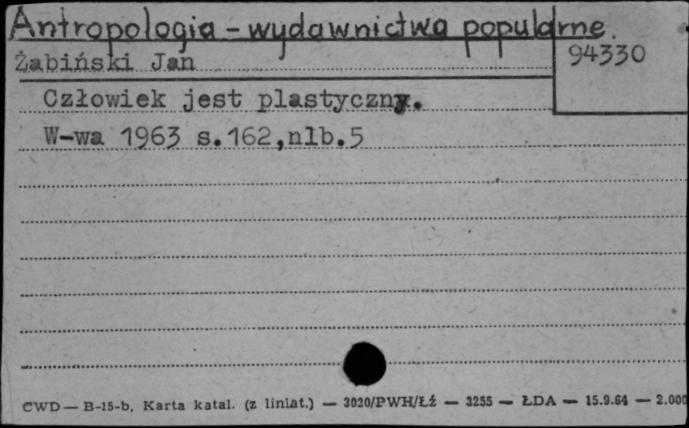 Antropologia - wydawnictwa popularne.
94330
Żabiński Jan
Człowiek jest plastyczny.
W-wa 1963 s.162,nlb.5
CWD — B-15-b, Karta katal. (z liniat.) — 3020/PWH/Łź — 3255 — ŁDA — 15.9.64 — 2.000